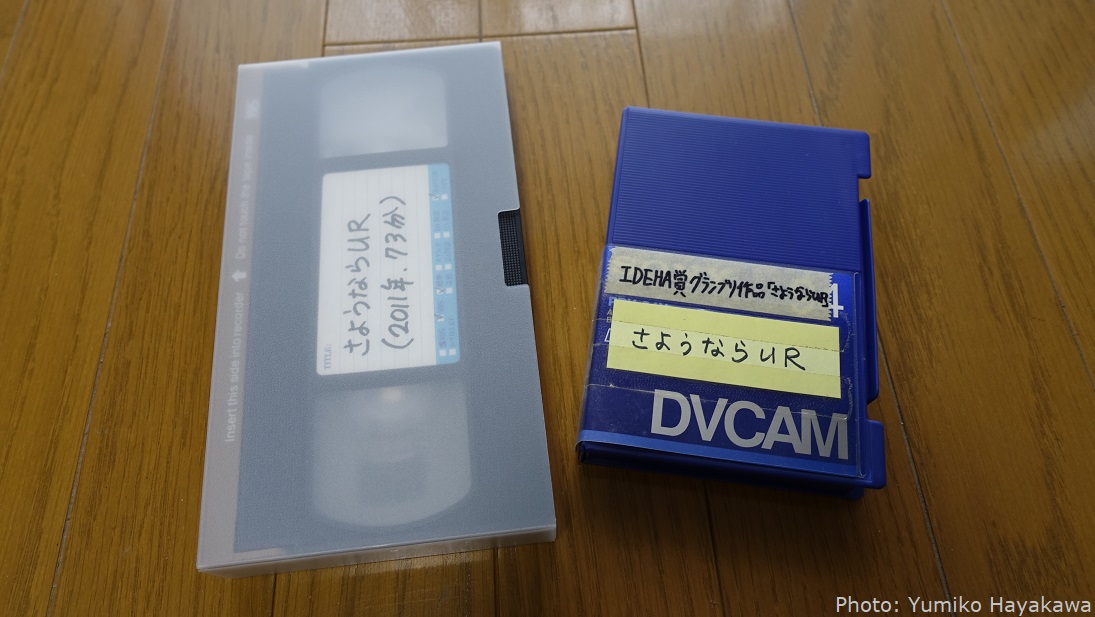 Insert this side into recorder
Do not touch the tape inside
TITLE:
さようならUR
(2011年.73分)
IDEHA賞グランプリ作品「さようならUR」
さようならUR
DVCAM
Photo: Yumiko Hayakawa